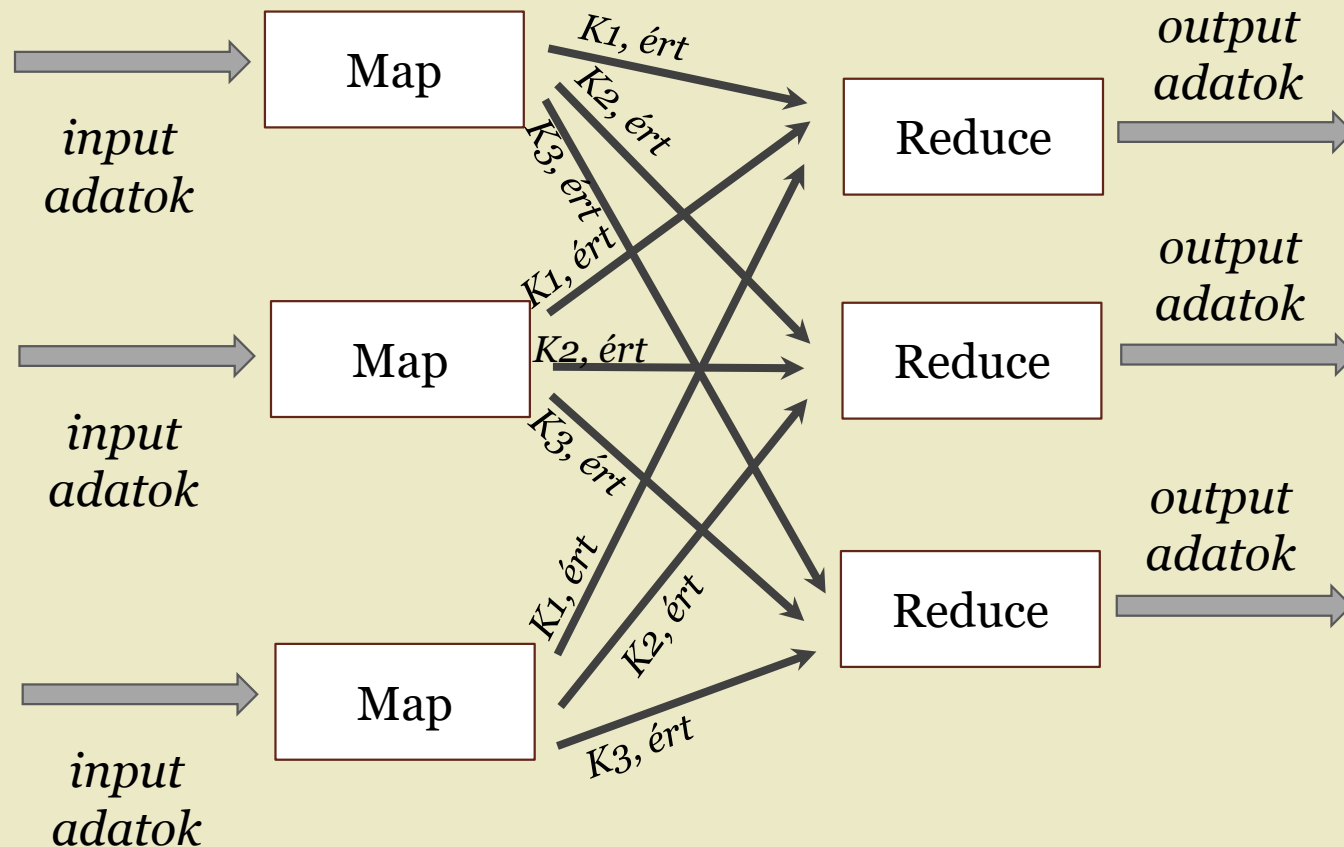 Map
input
adatok
K1, ért
K2, ért
K3, ért
Reduce
output
adatok
Map
input
adatok
K1, ért
K2, ért
K3, ért
Reduce
output
adatok
Map
input
adatok
K1, ért
K2, ért
K3, ért
Reduce
output
adatok